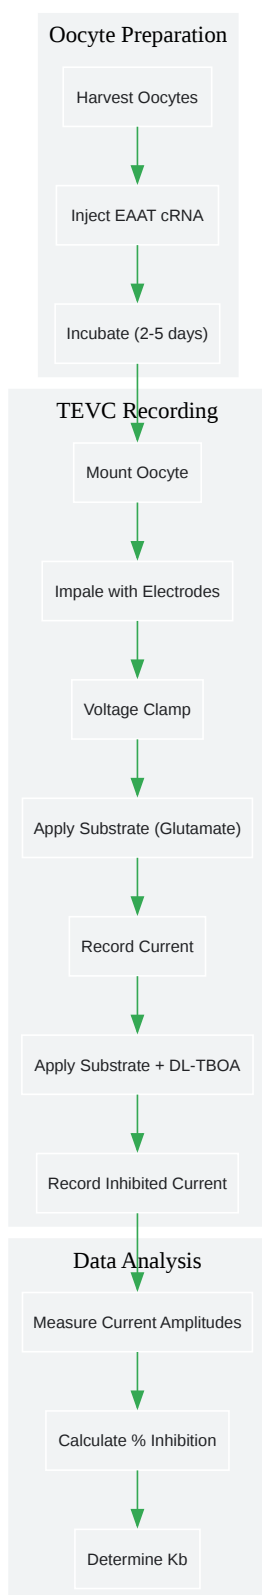 Oocyte Preparation
Harvest Oocytes
Inject EAAT cRNA
Incubate (2-5 days)
TEVC Recording
Mount Oocyte
Impale with Electrodes
Voltage Clamp
Apply Substrate (Glutamate)
Record Current
Apply Substrate + DL-TBOA
Record Inhibited Current
Data Analysis
Measure Current Amplitudes
Calculate % Inhibition
Determine Kb